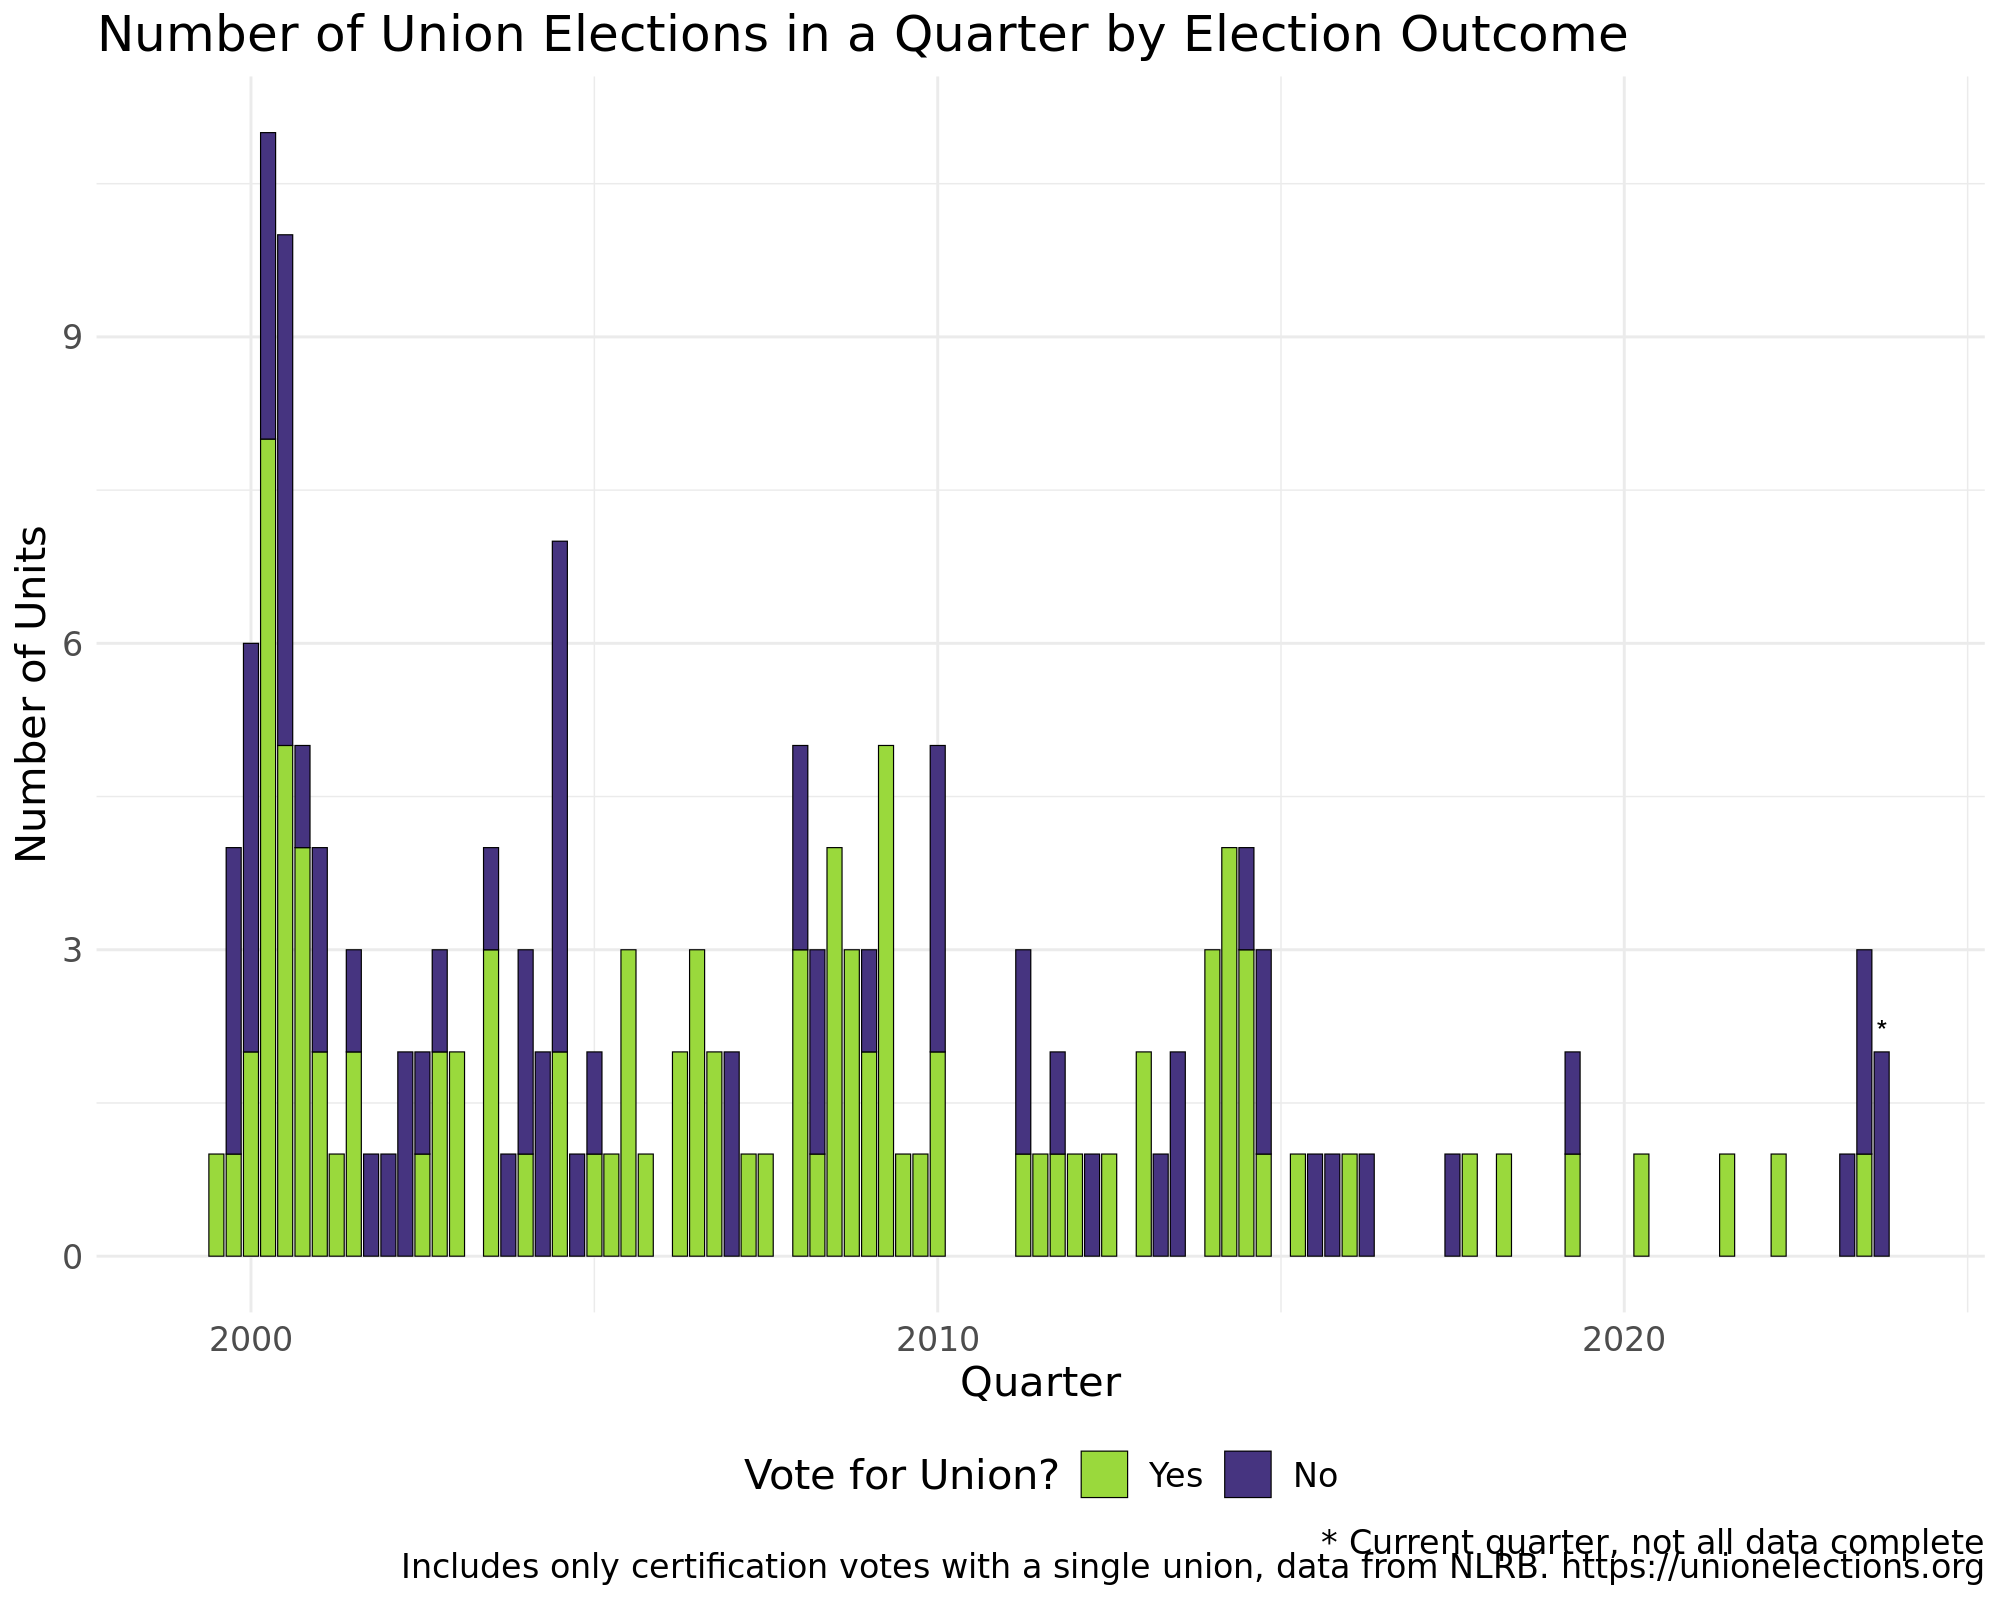 Number of Union Elections in a Quarter by Election Outcome
Number of Units
9
6
3
0
*
2000 2010 2020
Quarter
Vote for Union? Yes No
* Current quarter, not all data complete
Includes only certification votes with a single union, data from NLRB. https://unionelections.org